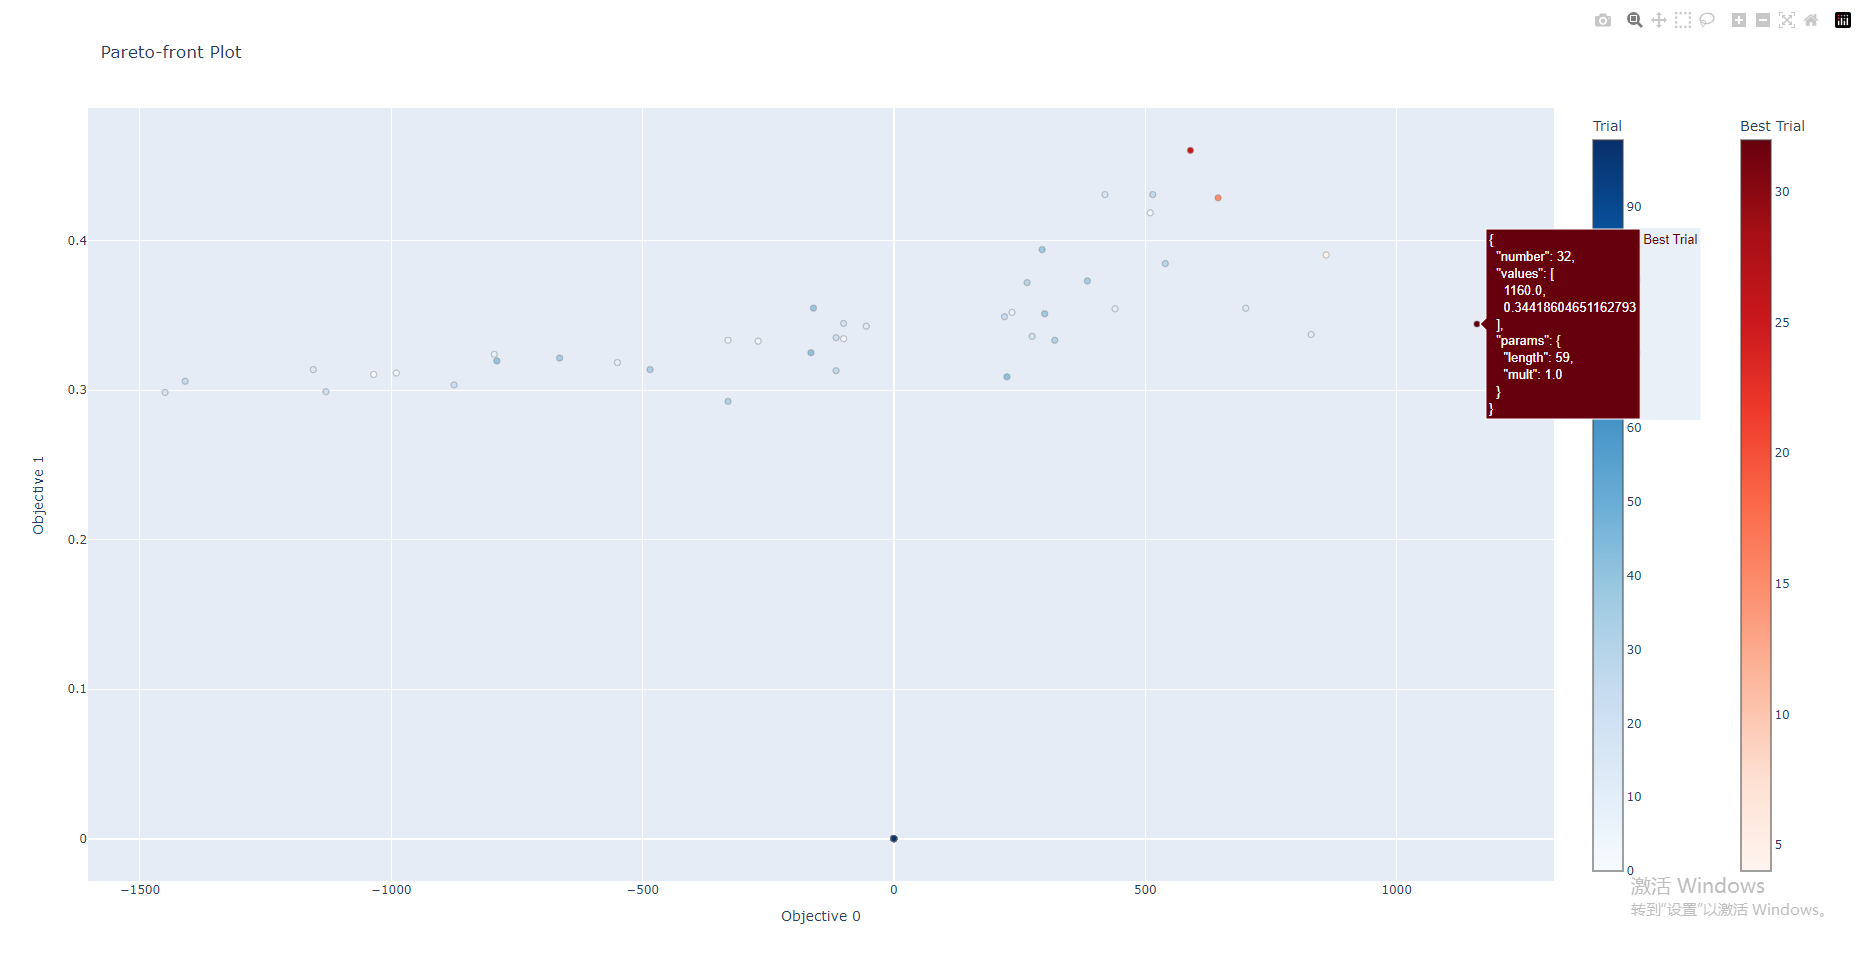 Pareto-front Plot
Trial
Best Trial
90
60
50
40
30
20
10
0
30
25
20
15
10
5
{
"number": 32,
"values": [
1160.0,
0.34418604651162793
],
"params": {
"length": 59,
"mult": 1.0
}
}
Best Trial
0.4
0.3
0.2
0.1
0
Objective 1
−1500
−1000
−500
0
500
1000
Objective 0
激活 Windows
转到“设置”以激活 Windows。